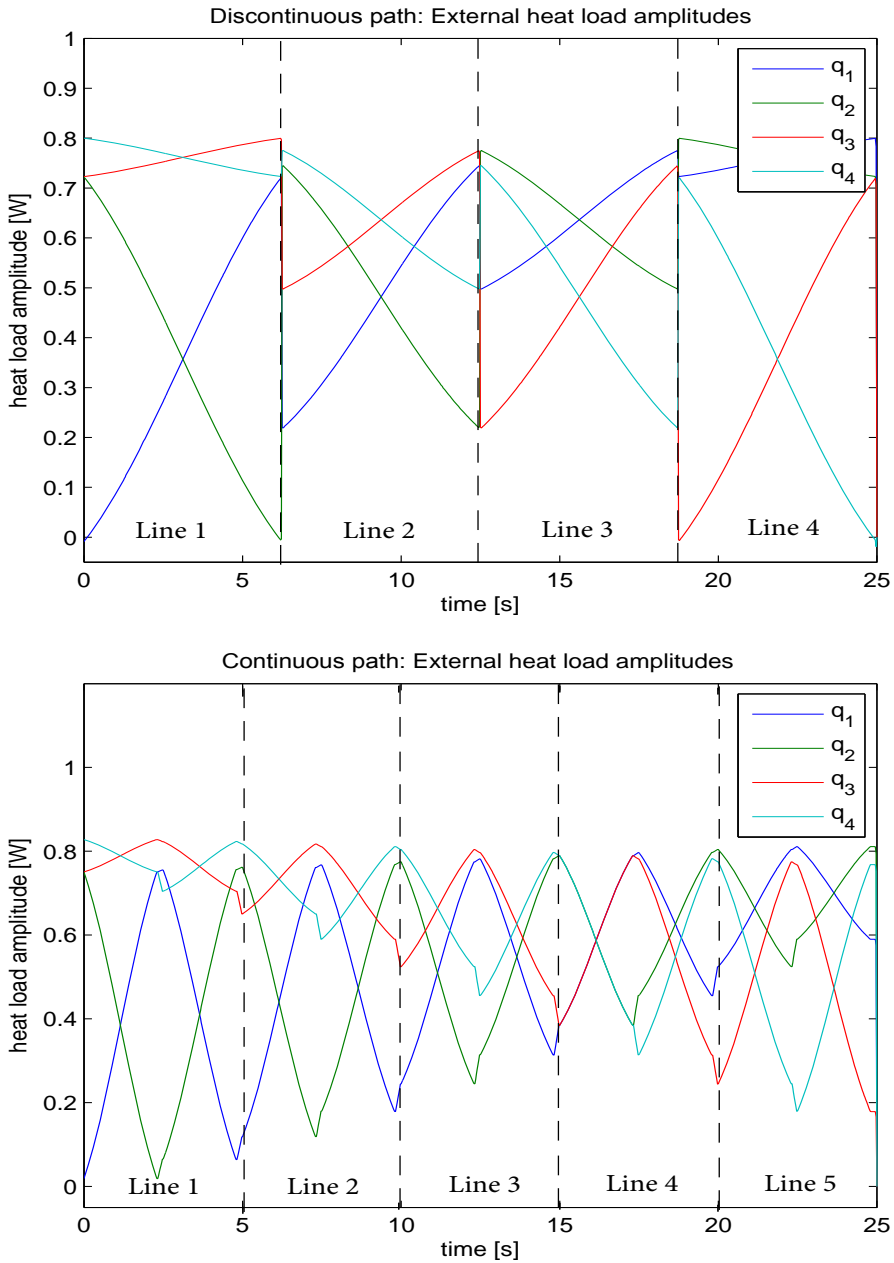 Discontinuous path: External heat load amplitudes
1
0.9
0.8
0.7
0.6
0.5
0.4
0.3
0.2
0.1
0
heat load amplitude [W]
q1
q2
q3
q4
Line 1
Line 2
Line 3
Line 4
0
5
10
15
20
25
time [s]
Continuous path: External heat load amplitudes
1
0.8
0.6
0.4
0.2
0
heat load amplitude [W]
q1
q2
q3
q4
Line 1
Line 2
Line 3
Line 4
Line 5
0
5
10
15
20
25
time [s]